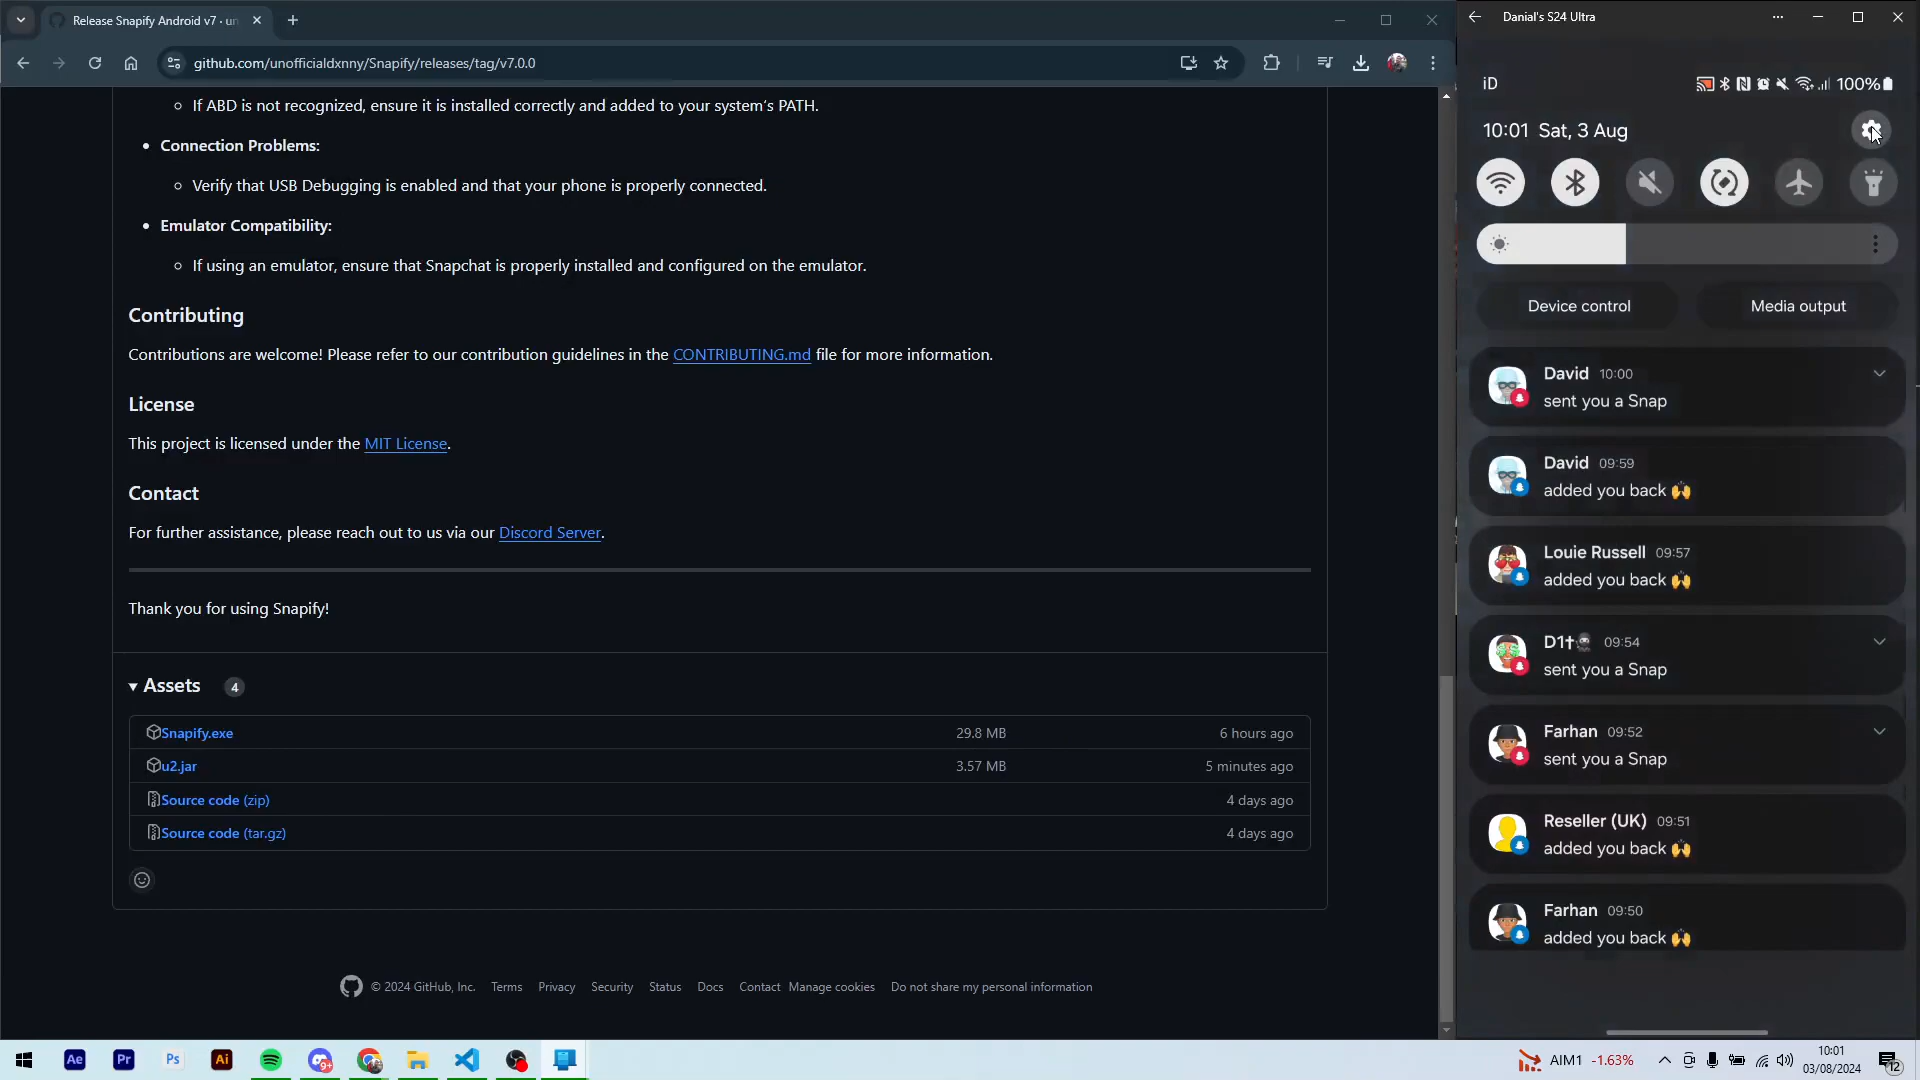 Release Snapify Android v7 · un
github.com/unofficialdxnny/Snapify/releases/tag/v7.0.0
If ABD is not recognized, ensure it is installed correctly and added to your system's PATH.
Connection Problems:
Verify that USB Debugging is enabled and that your phone is properly connected.
Emulator Compatibility:
If using an emulator, ensure that Snapchat is properly installed and configured on the emulator.
Contributing
Contributions are welcome! Please refer to our contribution guidelines in the CONTRIBUTING.md file for more information.
License
This project is licensed under the MIT License.
Contact
For further assistance, please reach out to us via our Discord Server.
Thank you for using Snapify!
Assets 4
Snapify.exe 29.8 MB 6 hours ago
u2.jar 3.57 MB 5 minutes ago
Source code (zip) 4 days ago
Source code (tar.gz) 4 days ago
© 2024 GitHub, Inc. Terms Privacy Security Status Docs Contact Manage cookies Do not share my personal information
Danial's S24 Ultra
iD 100%
10:01 Sat, 3 Aug
Device control Media output
David 10:00
sent you a Snap
David 09:59
added you back 🙌
Louie Russell 09:57
added you back 🙌
D1†🥷 09:54
sent you a Snap
Farhan 09:52
sent you a Snap
Reseller (UK) 09:51
added you back 🙌
Farhan 09:50
added you back 🙌
Ae Pr Ps Ai 9+
AIM1 -1.63%
10:01
03/08/2024
12